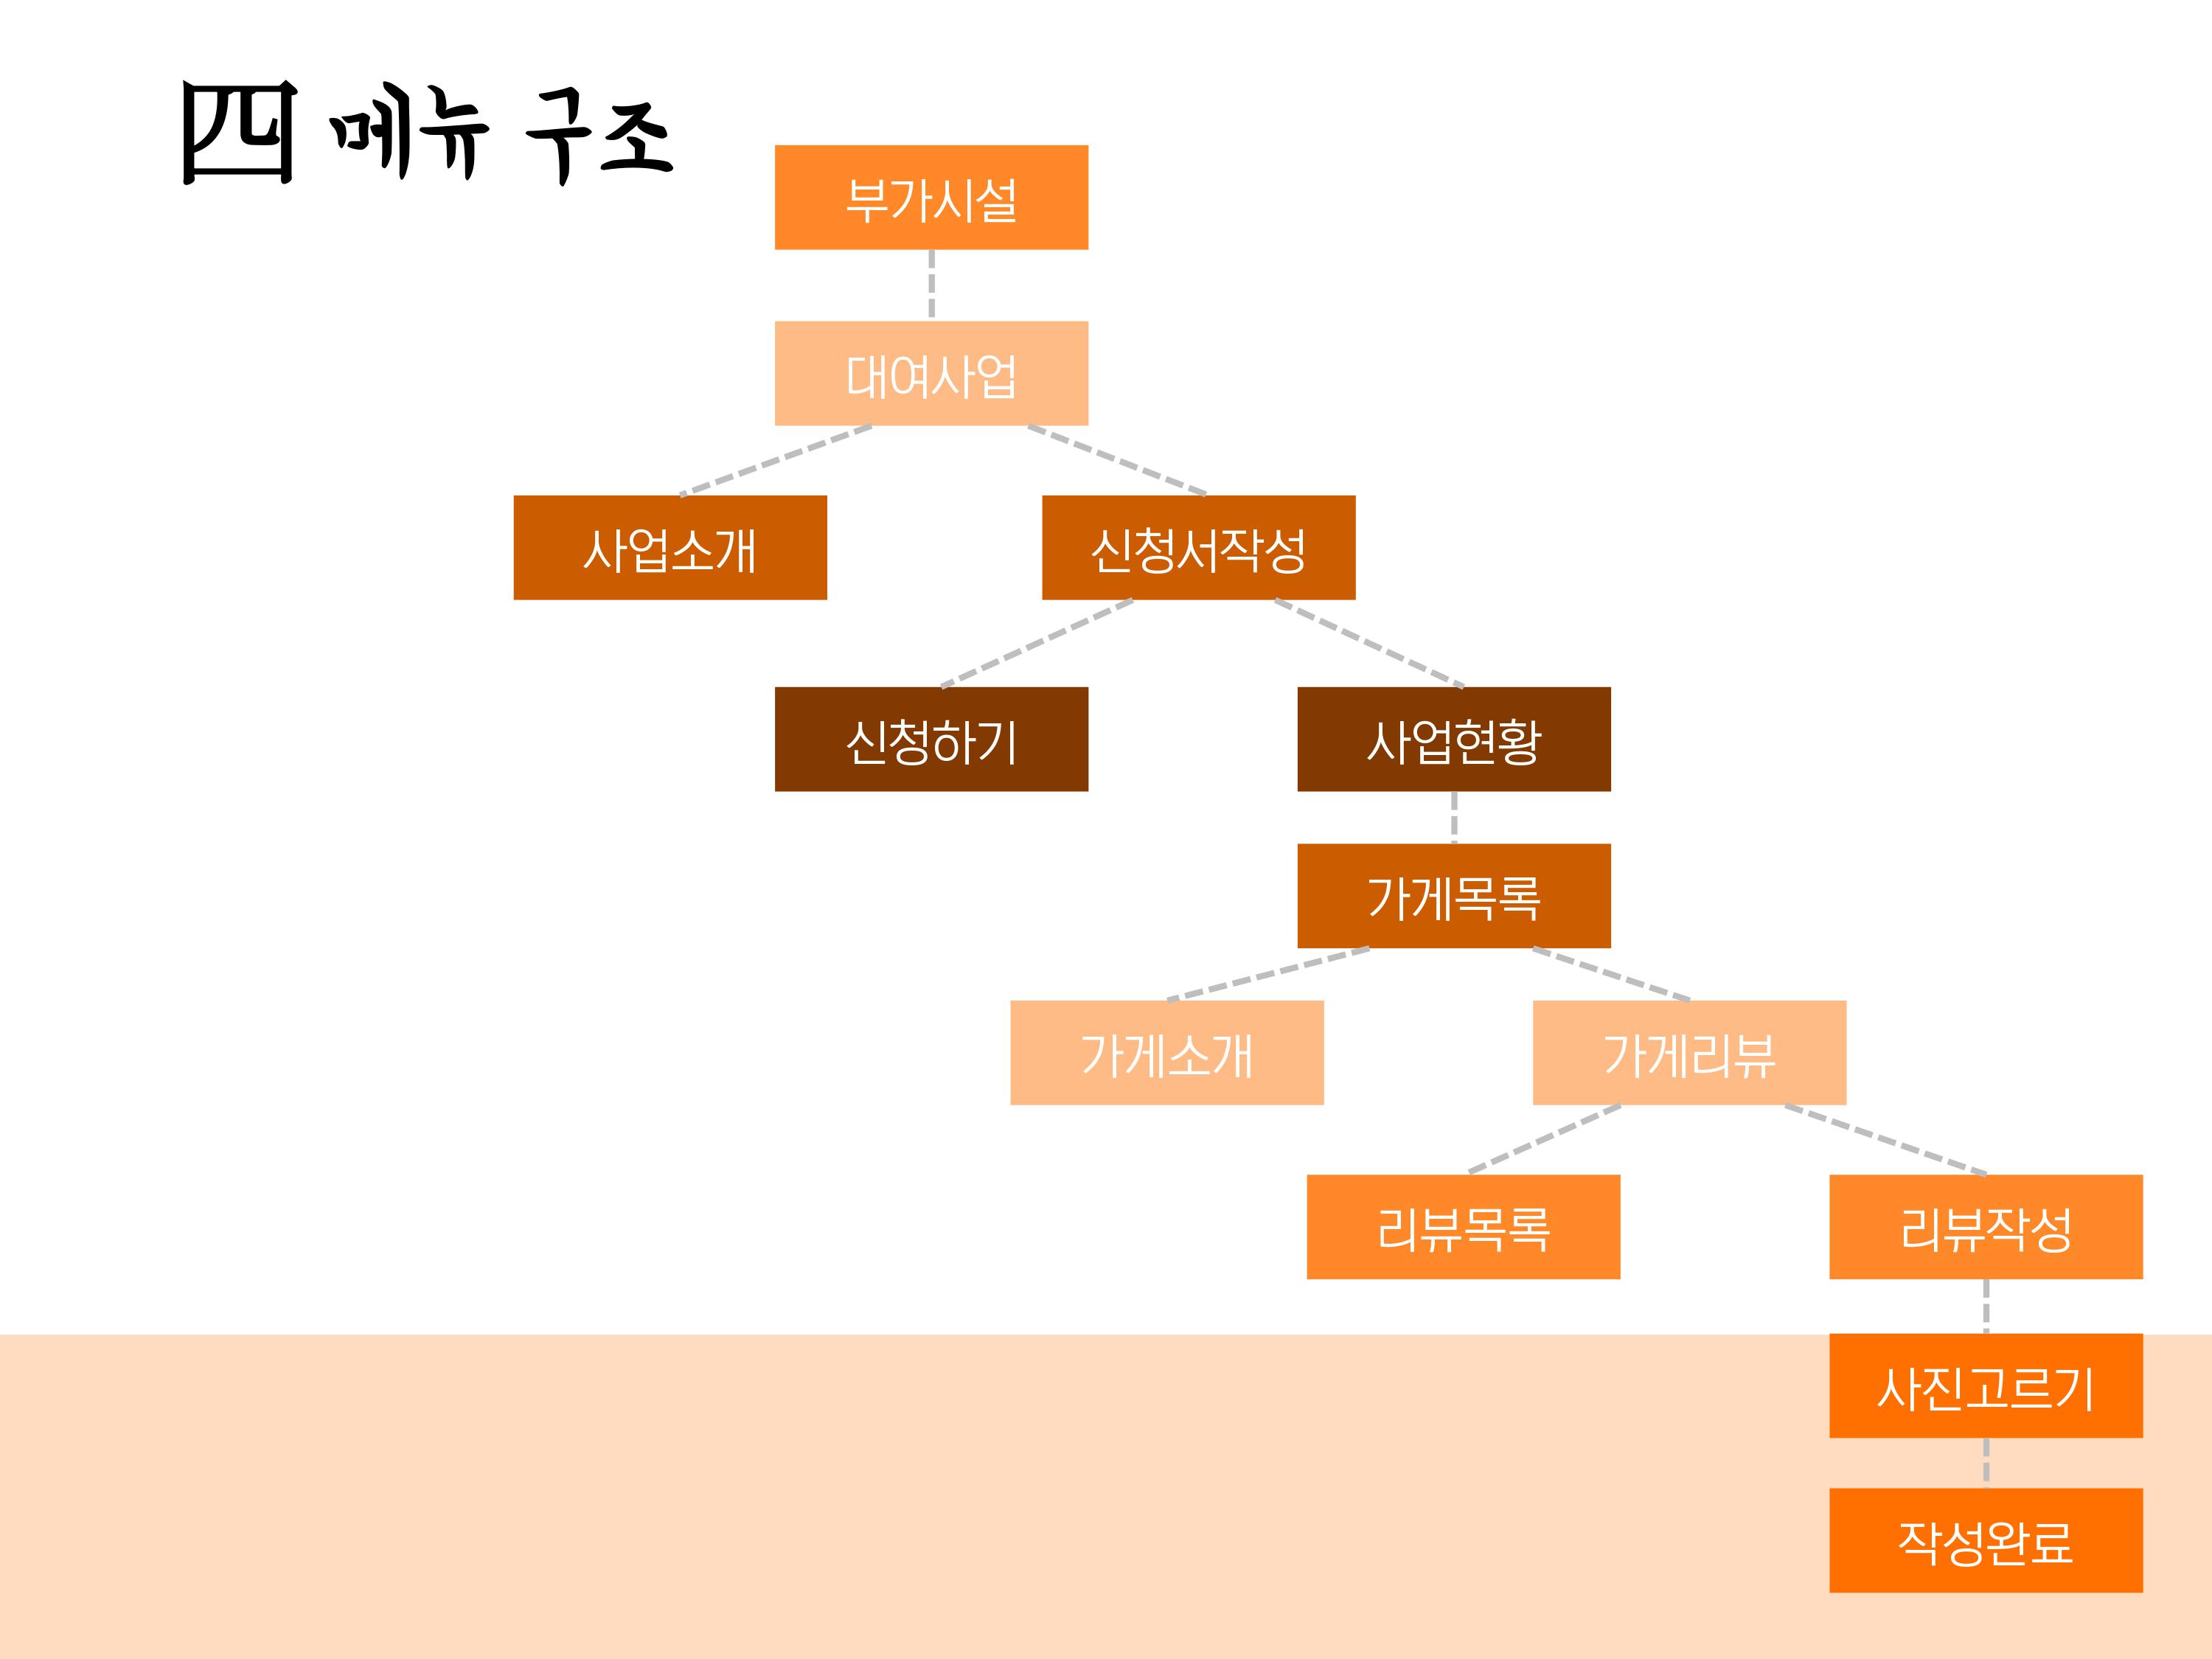 四 메뉴 구조
부가시설
대여사업
사업소개
신청서작성
신청하기
사업현황
가게목록
가게소개
가게리뷰
리뷰목록
리뷰작성
사진고르기
작성완료